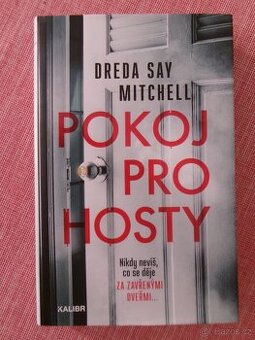 DREDA SAY
MITCHELL
POKOJ
PRO
HOSTY
Nikdy nevíš,
co se děje
ZA ZAVŘENÝMI
DVEŘMI...
KALIBR